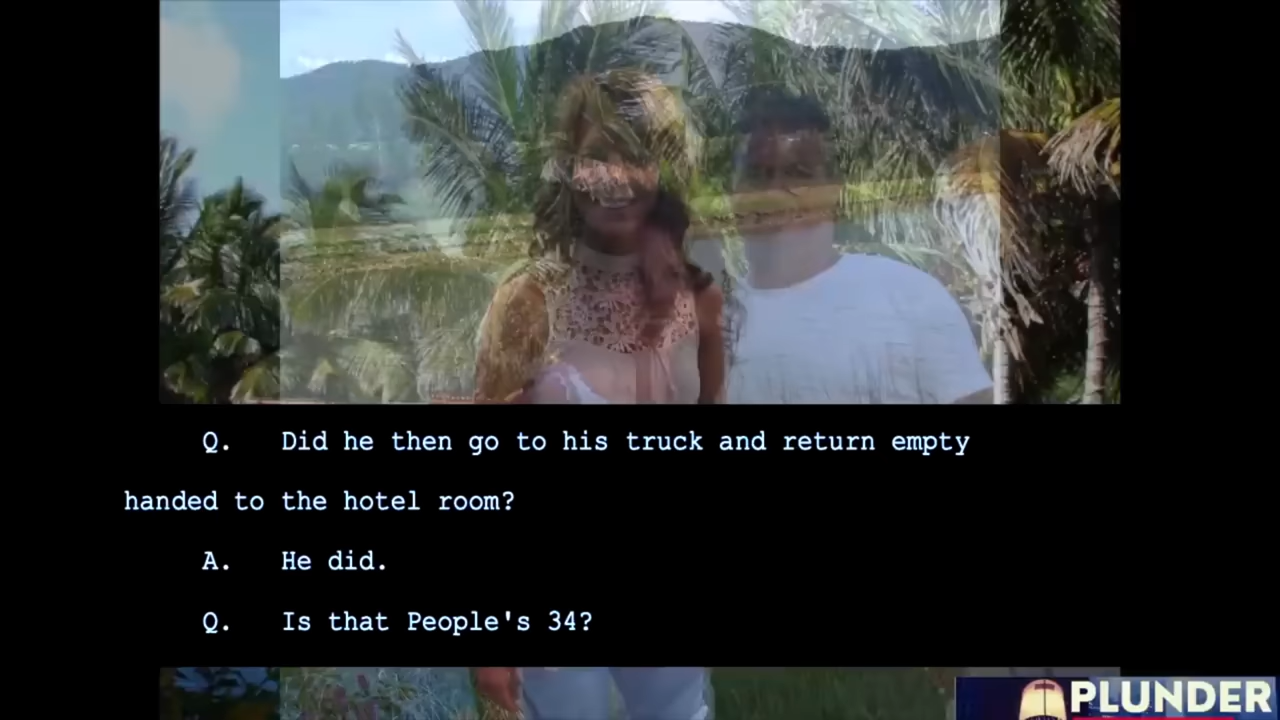 Q. Did he then go to his truck and return empty
handed to the hotel room?
A. He did.
Q. Is that People's 34?
PLUNDER